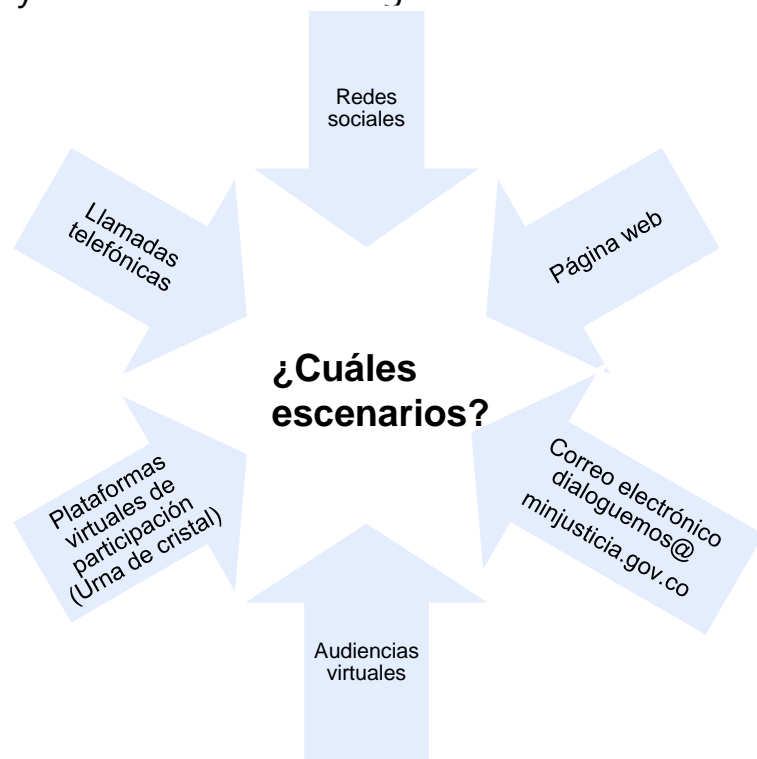 Redes
sociales
Página web
Correo electrónico
dialoguemos@
minjusticia.gov.co
Audiencias
virtuales
Plataformas
virtuales de
participación
(Urna de cristal)
Llamadas
telefónicas
¿Cuáles
escenarios?